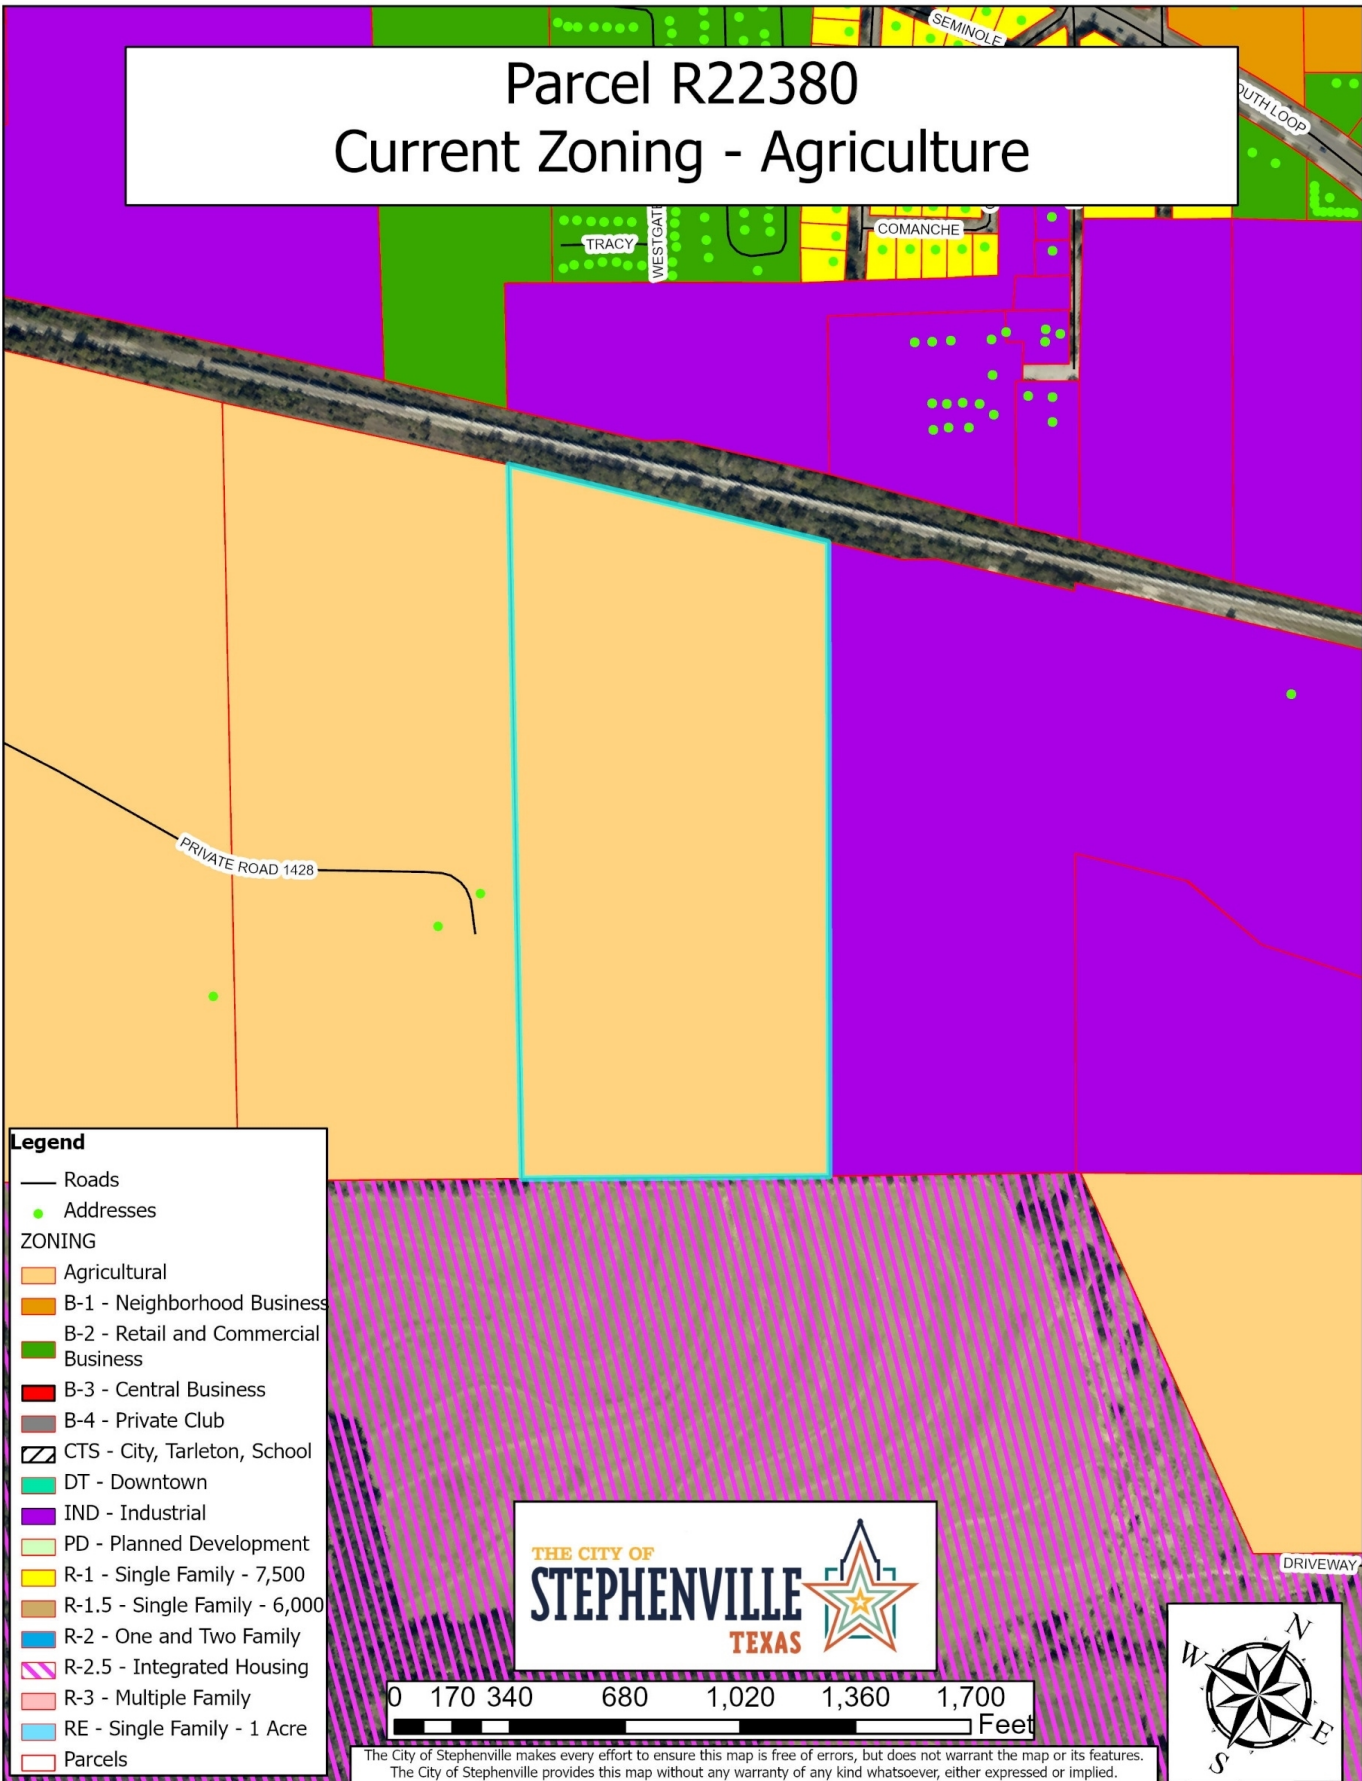 SEMINOLE
Parcel R22380
Current Zoning - Agriculture
OUTH LOOP
TRACY
WESTGATE
COMANCHE
PRIVATE ROAD 1428
Legend
Roads
Addresses
ZONING
Agricultural
B-1 - Neighborhood Business
B-2 - Retail and Commercial
Business
B-3 - Central Business
B-4 - Private Club
CTS - City, Tarleton, School
DT - Downtown
IND - Industrial
PD - Planned Development
R-1 - Single Family - 7,500
R-1.5 - Single Family - 6,000
R-2 - One and Two Family
R-2.5 - Integrated Housing
R-3 - Multiple Family
RE - Single Family - 1 Acre
Parcels
THE CITY OF
STEPHENVILLE
TEXAS
DRIVEWAY
N
W
E
S
0 170 340 680 1,020 1,360 1,700
Feet
The City of Stephenville makes every effort to ensure this map is free of errors, but does not warrant the map or its features.
The City of Stephenville provides this map without any warranty of any kind whatsoever, either expressed or implied.